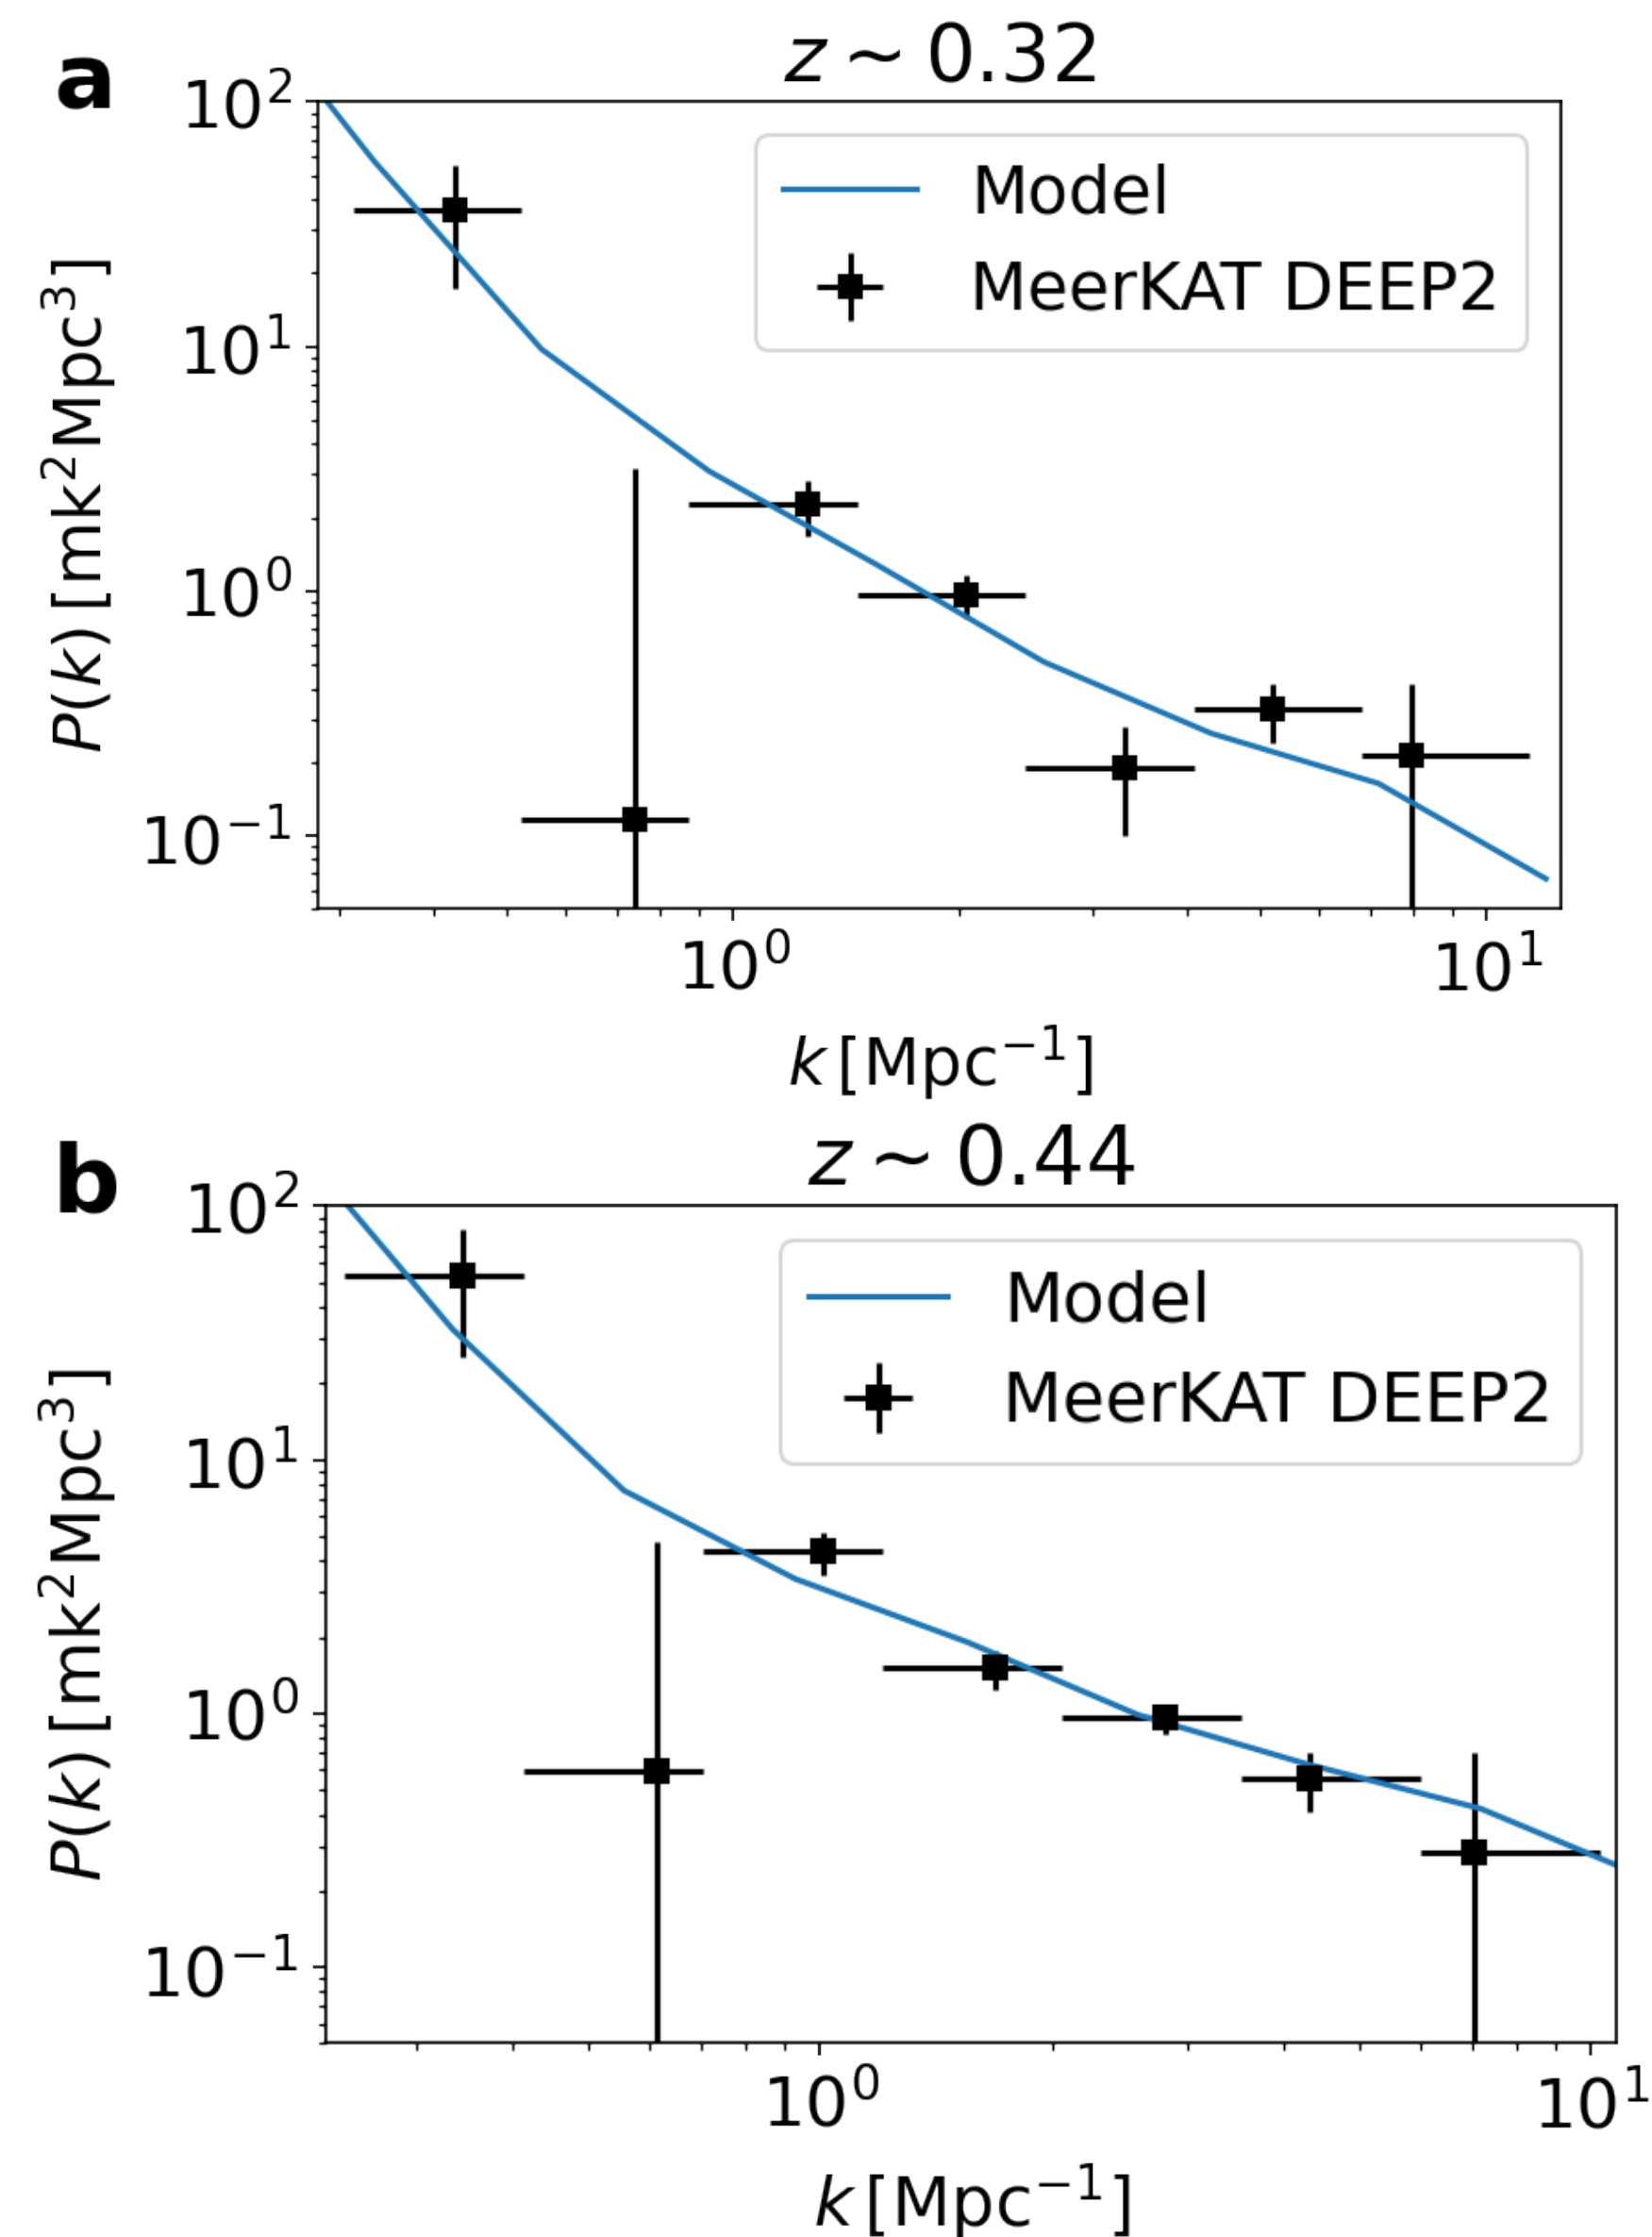 a
z ~ 0.32
10²
10¹
10⁰
10⁻¹
P(k) [mk²Mpc³]
Model
MeerKAT DEEP2
10⁰ 10¹
k [Mpc⁻¹]
b
z ~ 0.44
10²
10¹
10⁰
10⁻¹
P(k) [mk²Mpc³]
Model
MeerKAT DEEP2
10⁰ 10¹
k [Mpc⁻¹]